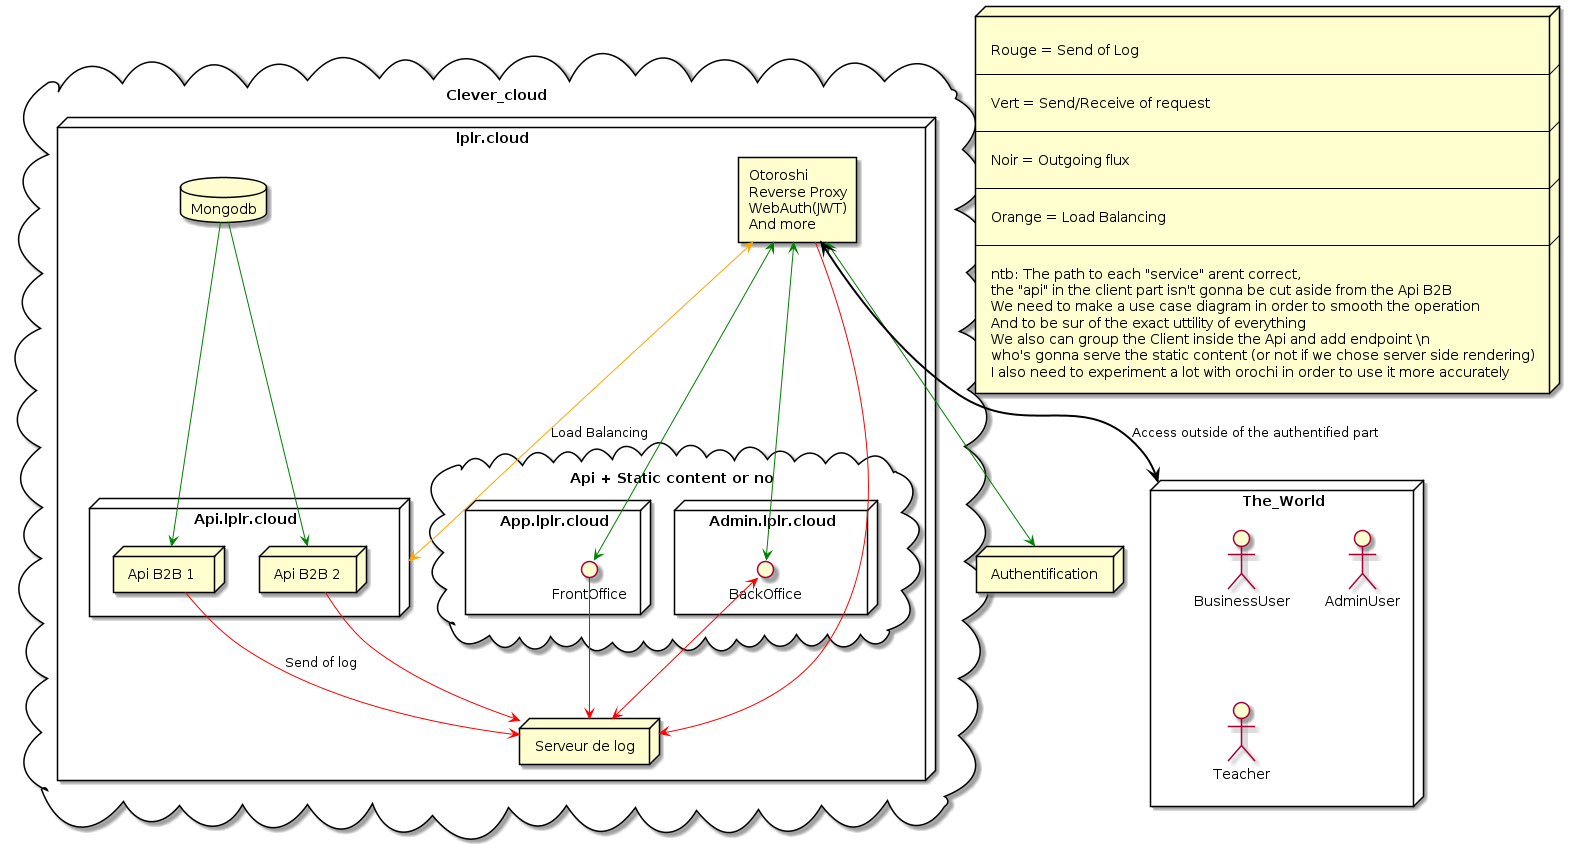 Rouge = Send of Log
Vert = Send/Receive of request
Noir = Outgoing flux
Orange = Load Balancing
ntb: The path to each "service" arent correct,
the "api" in the client part isn't gonna be cut aside from the Api B2B
We need to make a use case diagram in order to smooth the operation
And to be sur of the exact uttility of everything
We also can group the Client inside the Api and add endpoint \n
who's gonna serve the static content (or not if we chose server side rendering)
I also need to experiment a lot with orochi in order to use it more accurately
Clever_cloud
lplr.cloud
Mongodb
Otoroshi
Reverse Proxy
WebAuth(JWT)
And more
Load Balancing
Access outside of the authentified part
Api + Static content or no
Api.lplr.cloud
App.lplr.cloud
Admin.lplr.cloud
Api B2B 1
Api B2B 2
FrontOffice
BackOffice
Authentification
The_World
BusinessUser
AdminUser
Teacher
Send of log
Serveur de log